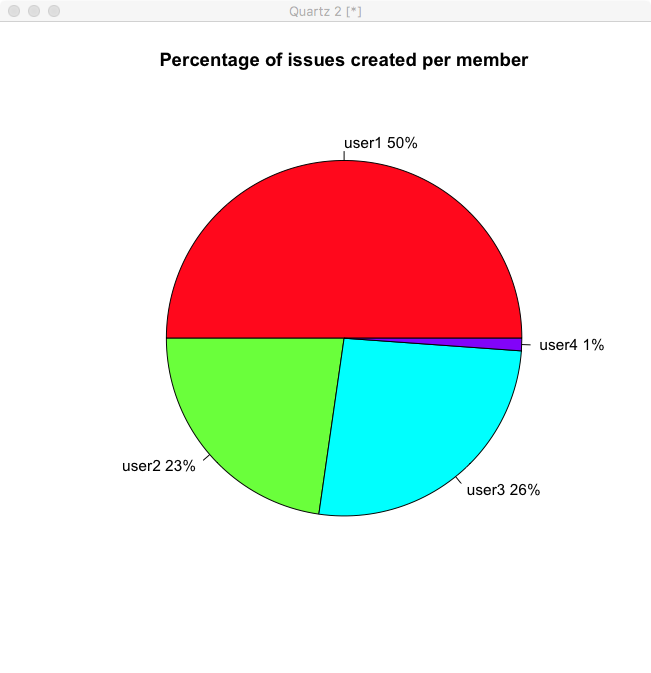 Quartz 2 [*]
Percentage of issues created per member
user1 50%
user4 1%
user2 23%
user3 26%